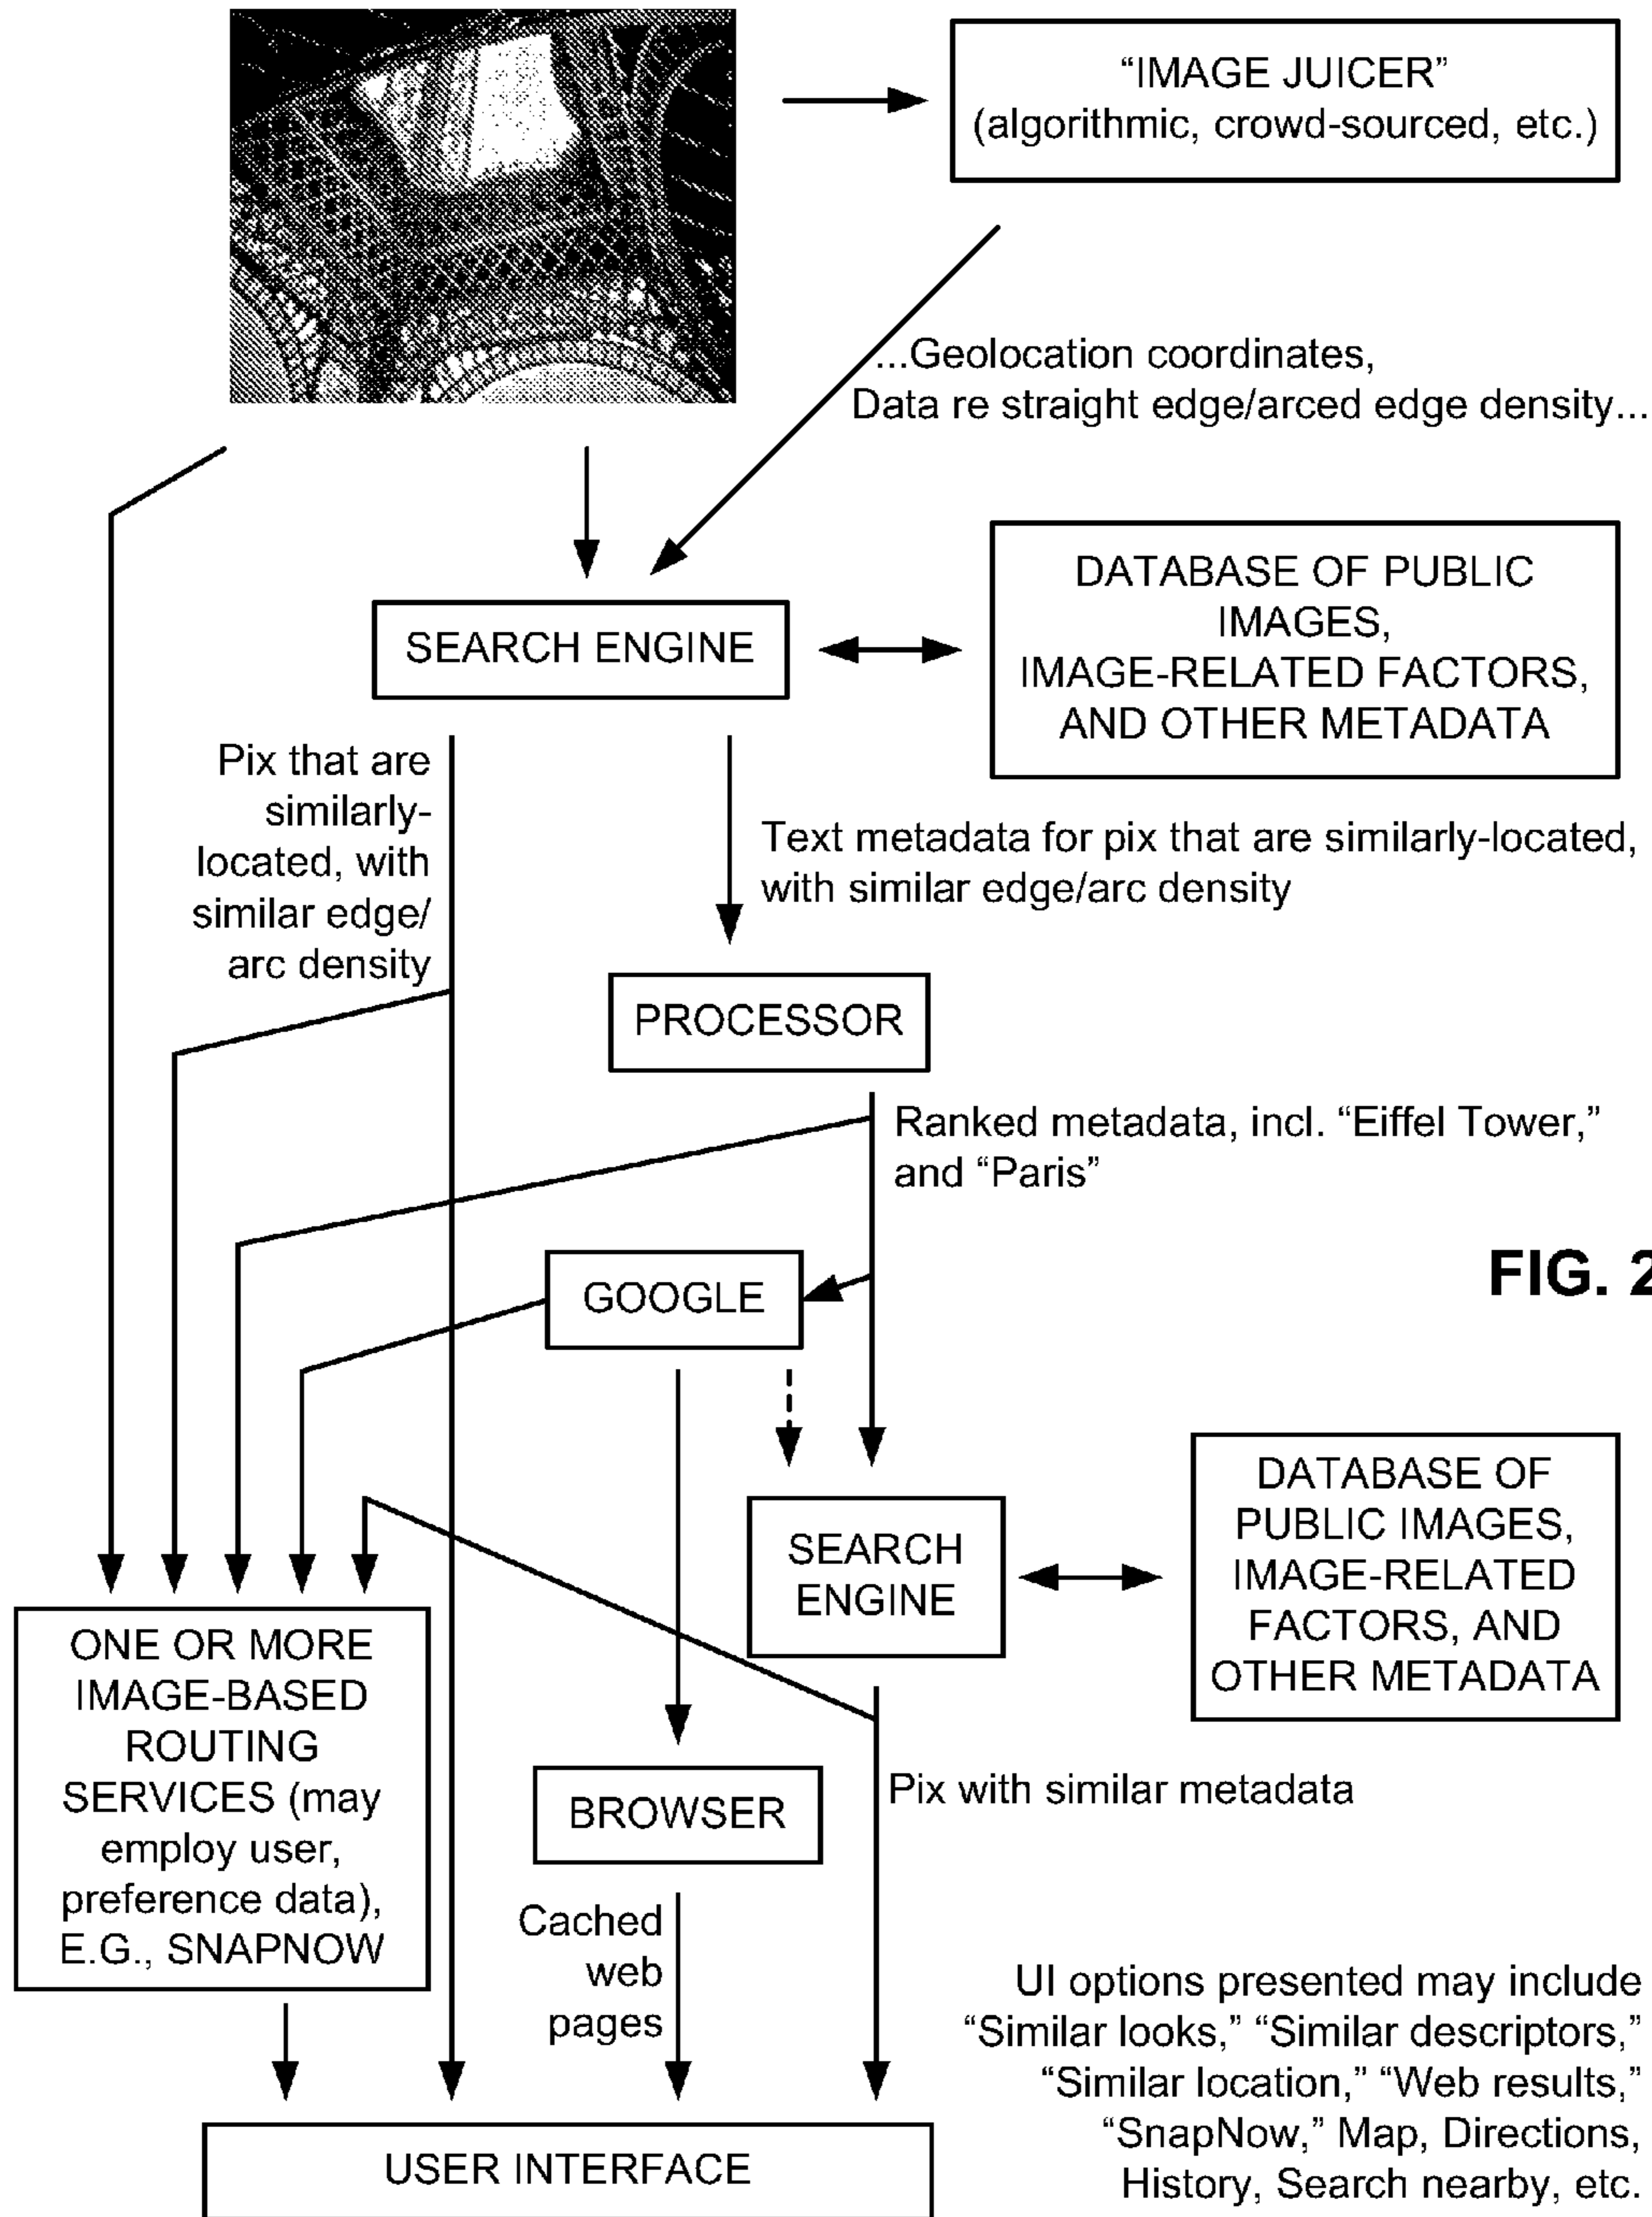 “IMAGE JUICER”
(algorithmic, crowd-sourced, etc.)
...Geolocation coordinates,
Data re straight edge/arced edge density...
SEARCH ENGINE
DATABASE OF PUBLIC
IMAGES,
IMAGE-RELATED FACTORS,
AND OTHER METADATA
Pix that are
similarly-
located, with
similar edge/
arc density
Text metadata for pix that are similarly-located,
with similar edge/arc density
PROCESSOR
Ranked metadata, incl. “Eiffel Tower,”
and “Paris”
GOOGLE
FIG. 2
SEARCH
ENGINE
DATABASE OF
PUBLIC IMAGES,
IMAGE-RELATED
FACTORS, AND
OTHER METADATA
ONE OR MORE
IMAGE-BASED
ROUTING
SERVICES (may
employ user,
preference data),
E.G., SNAPNOW
BROWSER
Pix with similar metadata
Cached
web
pages
UI options presented may include
“Similar looks,” “Similar descriptors,”
“Similar location,” “Web results,”
“SnapNow,” Map, Directions,
History, Search nearby, etc.
USER INTERFACE